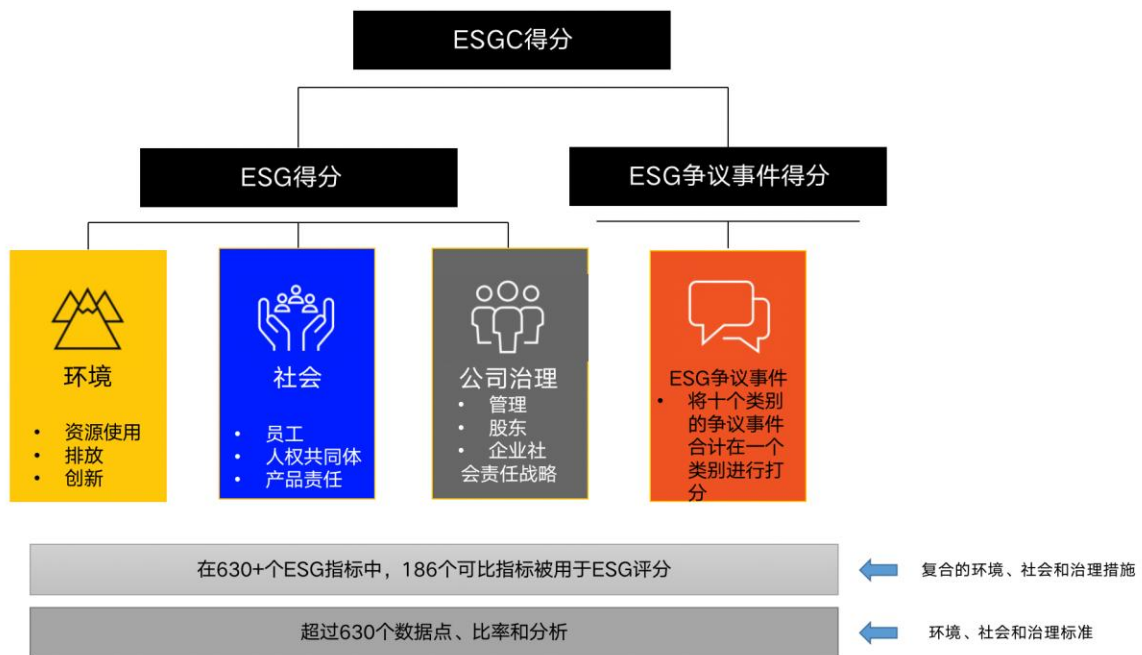 ESGC得分
ESG得分
ESG争议事件得分
环境
• 资源使用
• 排放
• 创新
社会
• 员工
• 人权共同体
• 产品责任
公司治理
• 管理
• 股东
• 企业社
会责任战略
ESG争议事件
• 将十个类别
的争议事件
合计在一个
类别进行打
分
在630+个ESG指标中，186个可比指标被用于ESG评分
复合的环境、社会和治理措施
超过630个数据点、比率和分析
环境、社会和治理标准